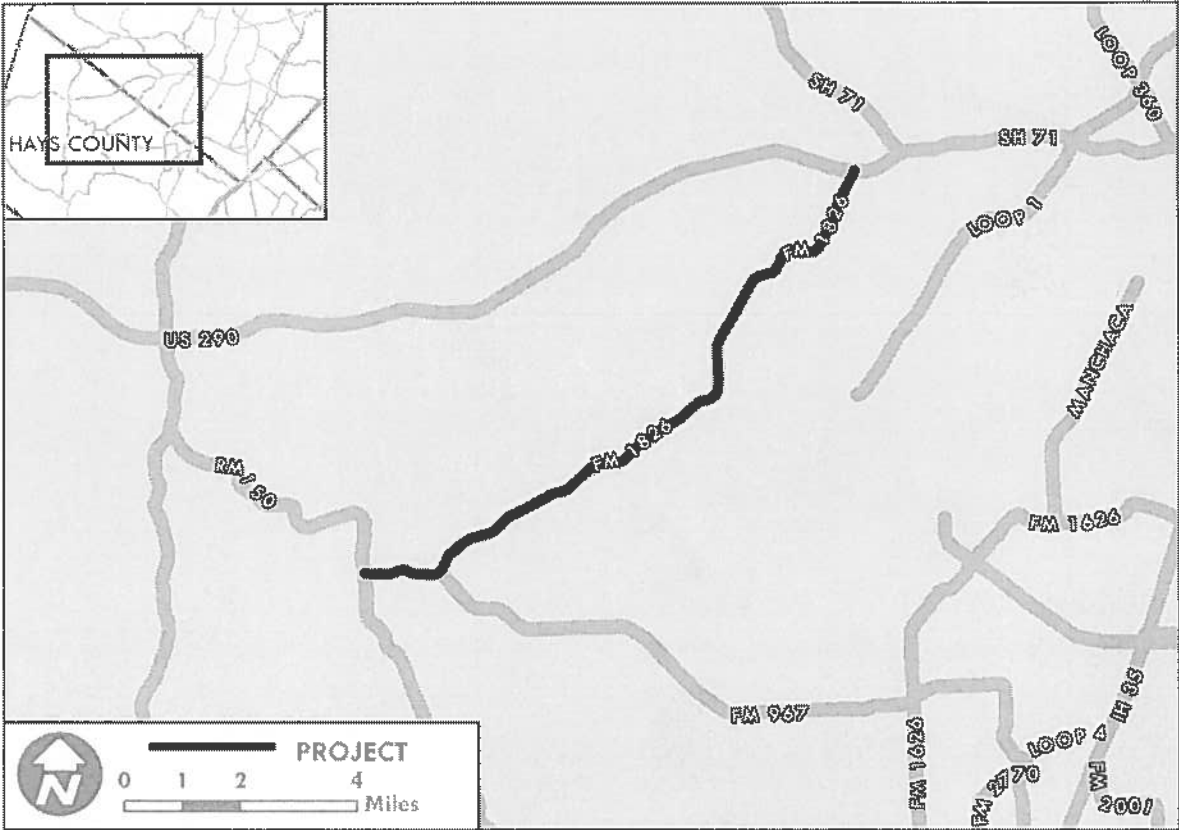 HAYS COUNTY
LOOP 360
SH 71
SH 71
LOOP 1
FM 1826
FM 1826
US 290
MANCHACA
RM 150
FM 1626
FM 967
FM 1626
LOOP 4
IH 35
FM 2770
FM 2001
PROJECT
N
0 1 2 4
Miles